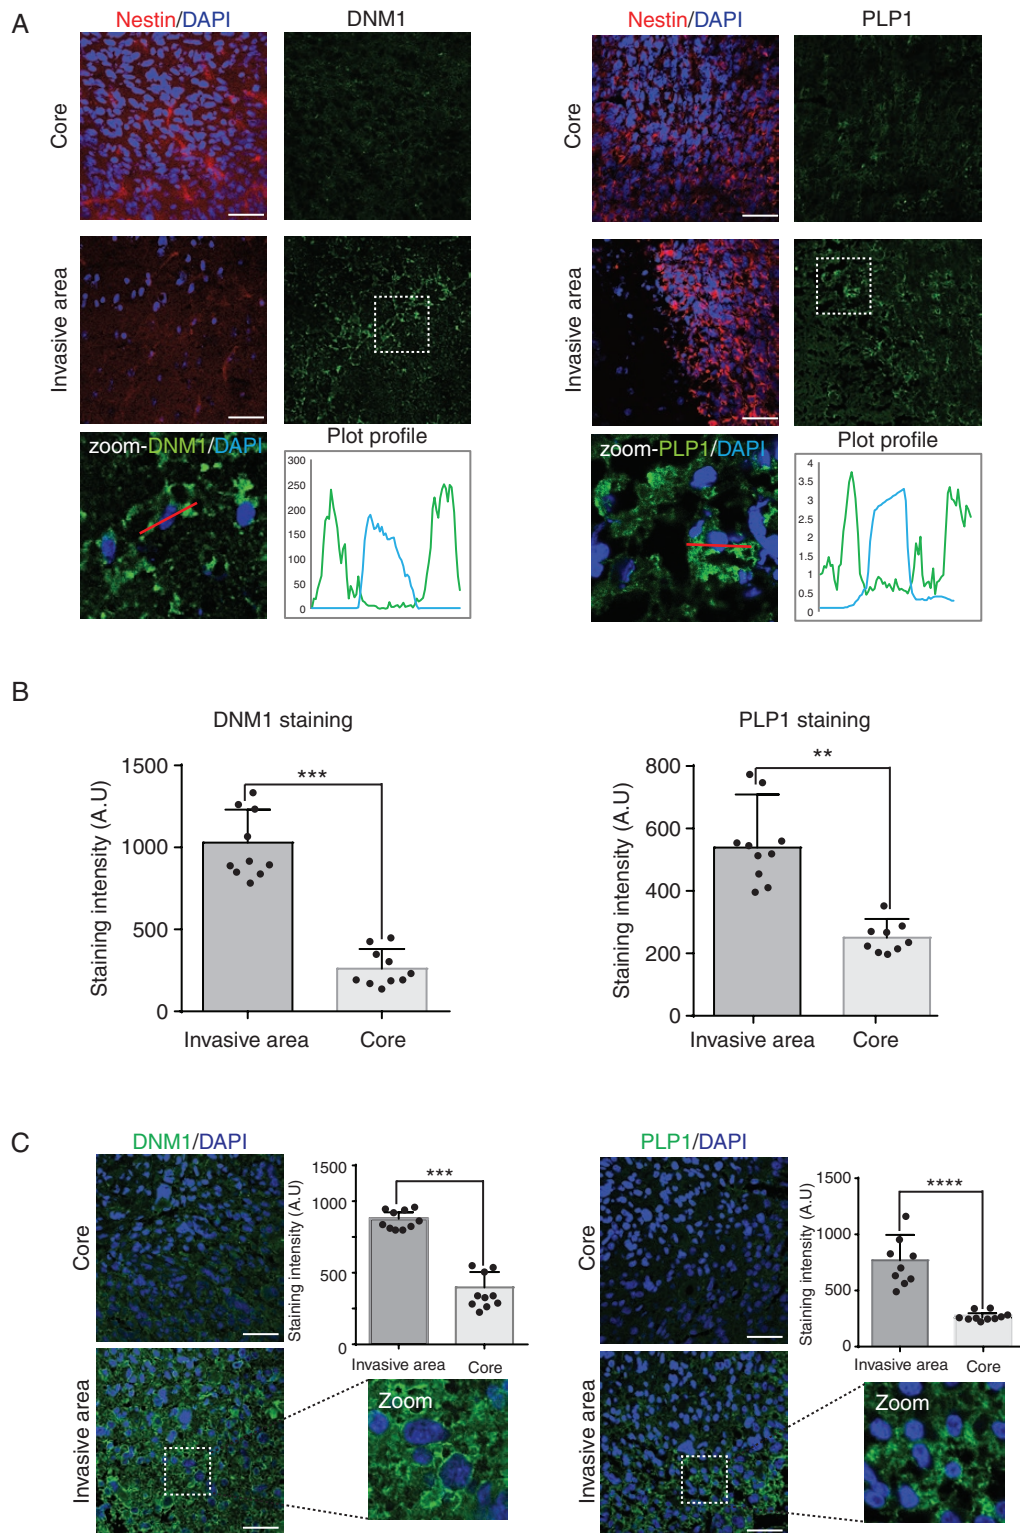 A
Nestin/DAPI
DNM1
Nestin/DAPI
PLP1
Core
Core
Invasive area
Invasive area
zoom-DNM1/DAPI
Plot profile
300
250
200
150
100
50
0
zoom-PLP1/DAPI
Plot profile
4
3.5
3
2.5
2
1.5
1
0.5
0
B
DNM1 staining
Staining intensity (A.U)
1500
1000
500
0
***
Invasive area
Core
PLP1 staining
Staining intensity (A.U)
800
600
400
200
0
**
Invasive area
Core
C
DNM1/DAPI
Core
Staining intensity (A.U)
1500
1000
500
0
***
Invasive area
Core
Invasive area
Zoom
PLP1/DAPI
Core
Staining intensity (A.U)
1500
1000
500
0
****
Invasive area
Core
Invasive area
Zoom